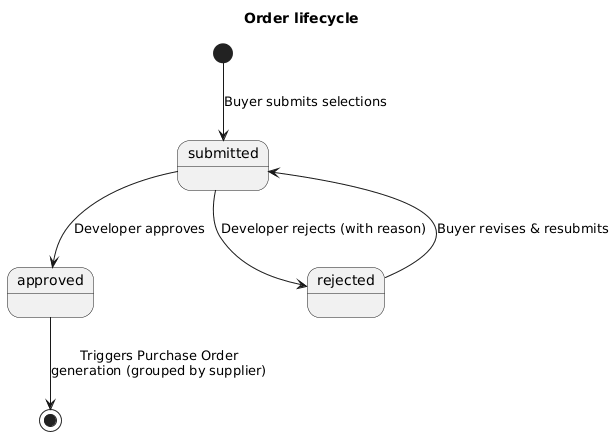 Order lifecycle
Buyer submits selections
submitted
Developer approves
Developer rejects (with reason)
Buyer revises & resubmits
approved
rejected
Triggers Purchase Order
generation (grouped by supplier)